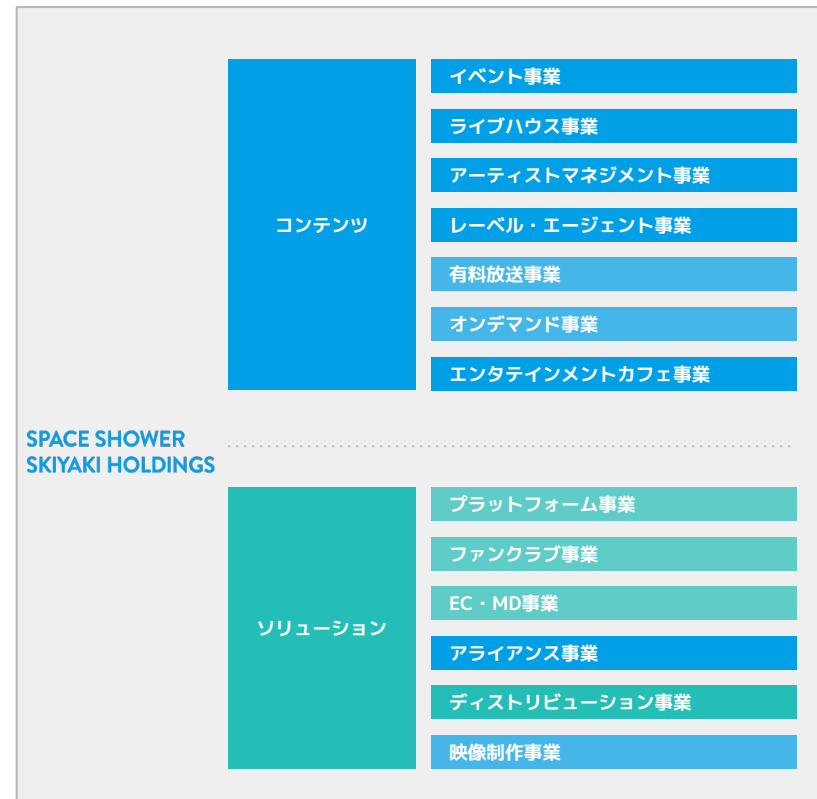 SPACE SHOWER
SKIYAKI HOLDINGS
コンテンツ
イベント事業
ライブハウス事業
アーティストマネジメント事業
レーベル・エージェント事業
有料放送事業
オンデマンド事業
エンタテインメントカフェ事業
ソリューション
プラットフォーム事業
ファンクラブ事業
EC・MD事業
アライアンス事業
ディストリビューション事業
映像制作事業